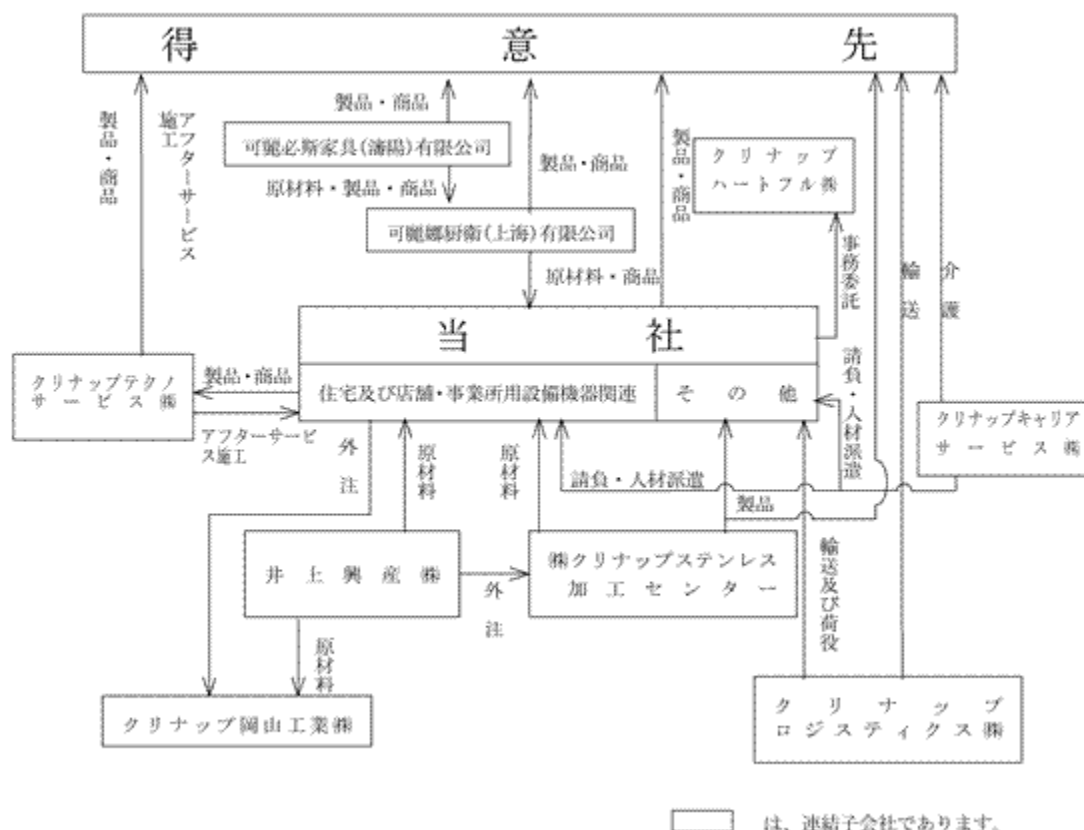 得意先
製品・商品
アフターサービス
施工
製品・商品
可麗必斯家具(瀋陽)有限公司
原材料・製品・商品
製品・商品
可麗娜厨衛(上海)有限公司
原材料・商品
製品・商品
クリナップ
ハートフル㈱
事務委託
輸送
介護
当社
住宅及び店舗・事業所用設備機器関連
その他
クリナップテクノ
サービス㈱
製品・商品
アフターサービ
ス施工
請負・人材派遣
クリナップキャリア
サービス㈱
外注
原材料
原材料
請負・人材派遣
製品
井上興産㈱
外注
㈱クリナップステンレス
加工センター
輸送及び荷役
原材料
クリナップ岡山工業㈱
クリナップ
ロジスティクス㈱
は、連結子会社であります。